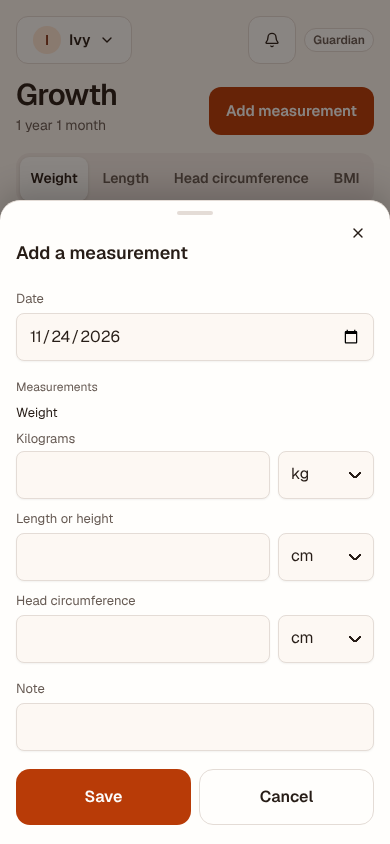 I Ivy Guardian
Growth
1 year 1 month
Add measurement
Weight Length Head circumference BMI
Add a measurement
Date
11/24/2026
Measurements
Weight
Kilograms
kg
Length or height
cm
Head circumference
cm
Note
Save Cancel